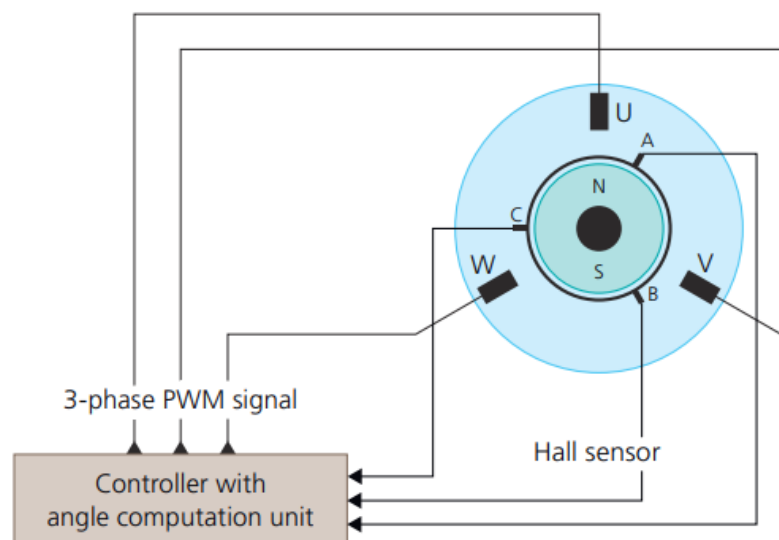 U
A
N
C
S
W
V
B
3-phase PWM signal
Hall sensor
Controller with
angle computation unit